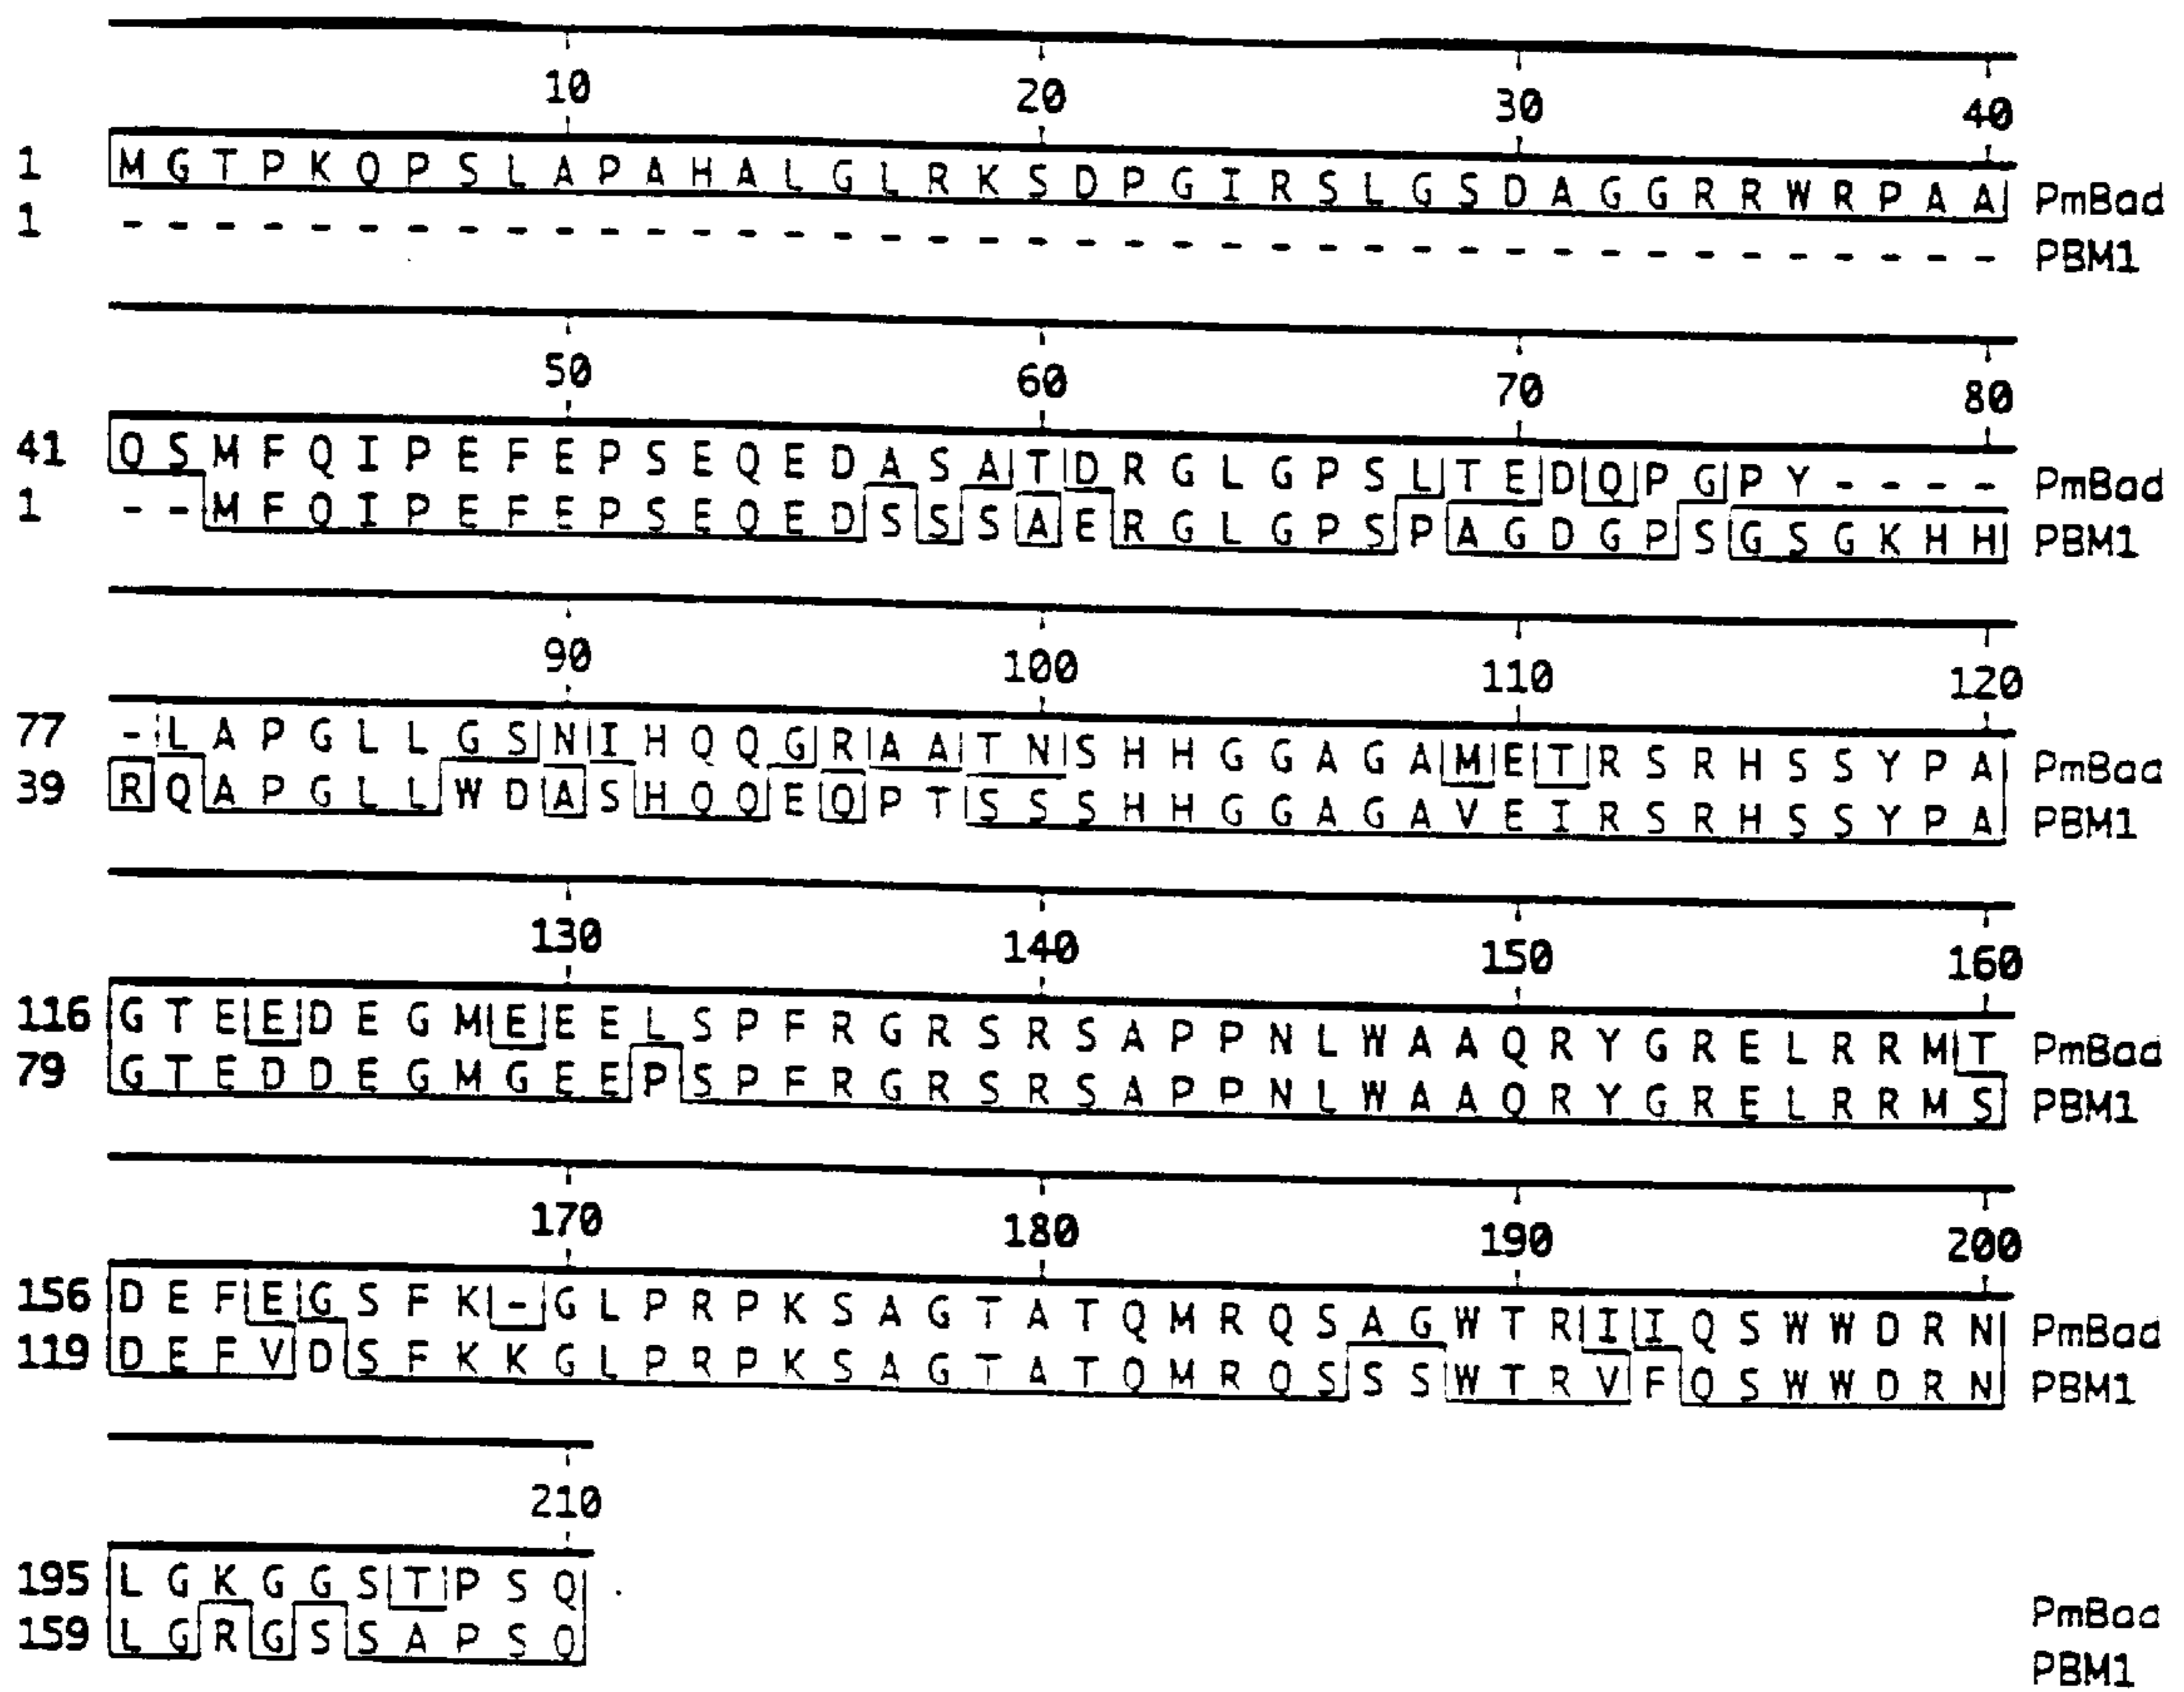 10 20 30 40
1 M G T P K Q P S L A P A H A L G L R K S D P G I R S L G S D A G G R R W R P A A PmBad
1 - - - - - - - - - - - - - - - - - - - - - - - - - - - - - - - - - - - - - - - - PBM1
50 60 70 80
41 Q S M F Q I P E F E P S E Q E D A S A T D R G L G P S L T E D Q P G P Y - - - - PmBad
1 - - M F Q I P E F E P S E Q E D S S S A E R G L G P S P A G D G P S G S G K H H PBM1
90 100 110 120
77 - L A P G L L G S N I H Q Q G R A A T N S H H G G A G A M E T R S R H S S Y P A PmBad
39 R Q A P G L L W D A S H Q Q E Q P T S S S H H G G A G A V E I R S R H S S Y P A PBM1
130 140 150 160
116 G T E E D E G M E E E L S P F R G R S R S A P P N L W A A Q R Y G R E L R R M T PmBad
79 G T E D D E G M G E E P S P F R G R S R S A P P N L W A A Q R Y G R E L R R M S PBM1
170 180 190 200
156 D E F E G S F K - G L P R P K S A G T A T Q M R Q S A G W T R I I Q S W W D R N PmBad
119 D E F V D S F K K G L P R P K S A G T A T Q M R Q S S S W T R V F Q S W W D R N PBM1
210
195 L G K G G S T P S Q PmBad
159 L G R G S S A P S Q PBM1